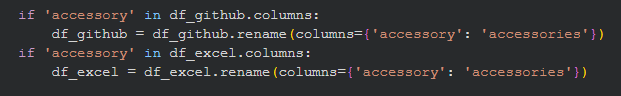 if 'accessory' in df_github.columns:
    df_github = df_github.rename(columns={'accessory': 'accessories'})
if 'accessory' in df_excel.columns:
    df_excel = df_excel.rename(columns={'accessory': 'accessories'})